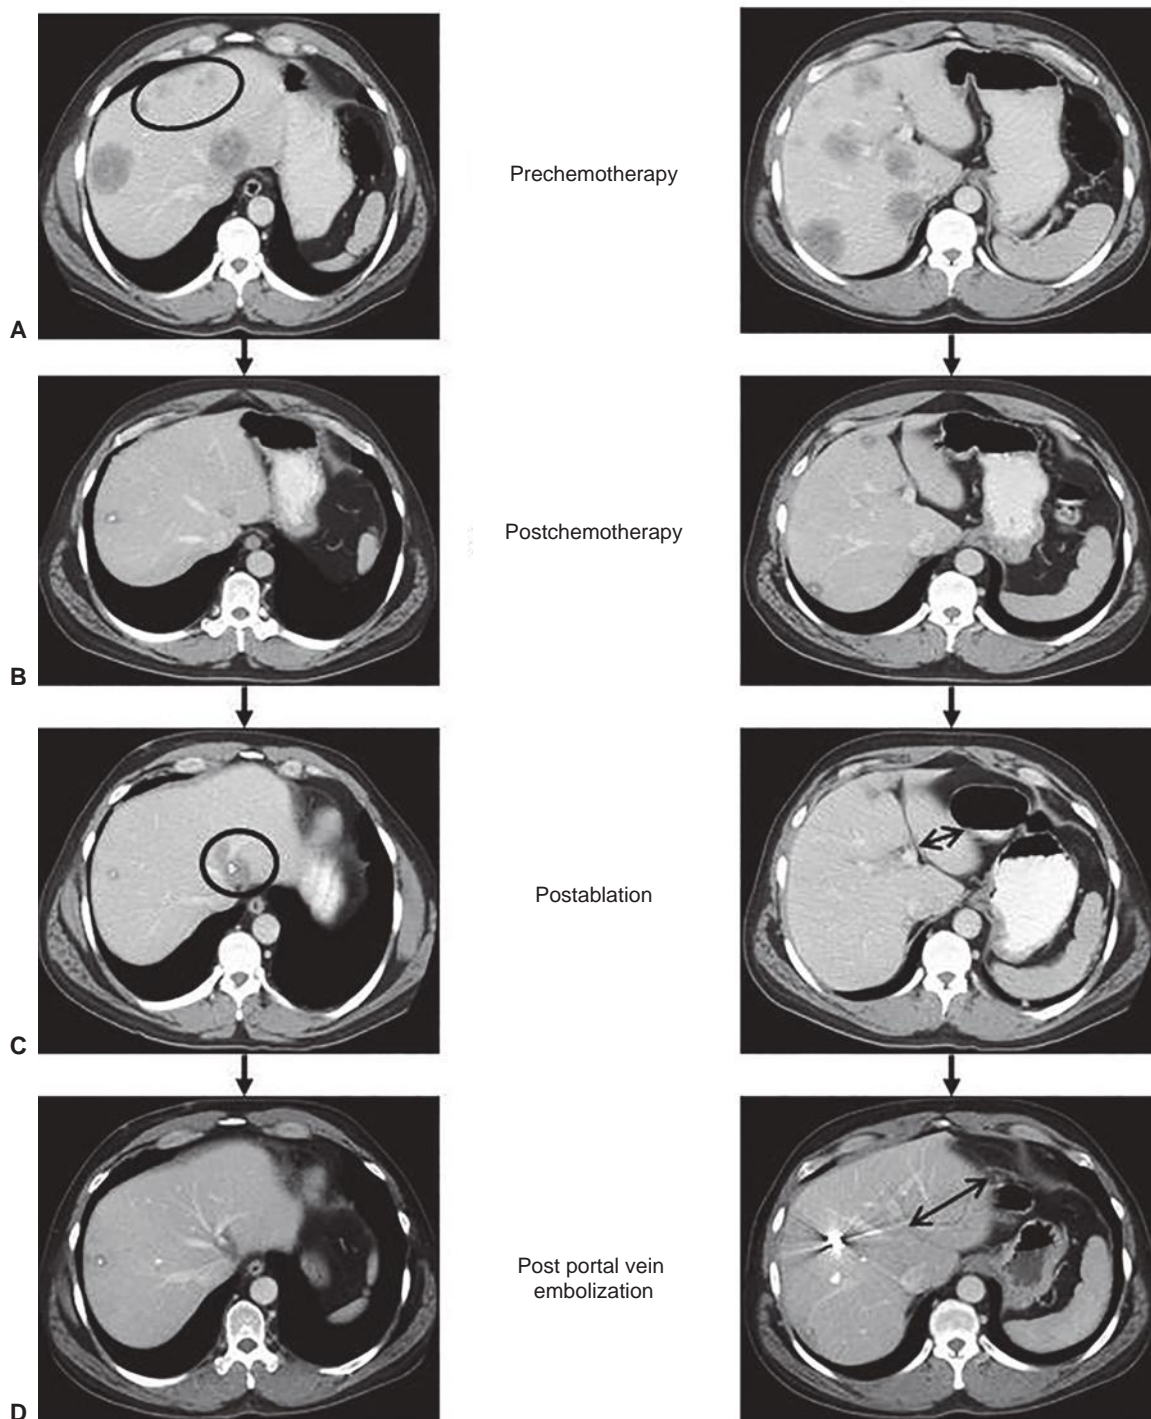 Prechemotherapy
A
Postchemotherapy
B
Postablation
C
Post portal vein
embolization
D